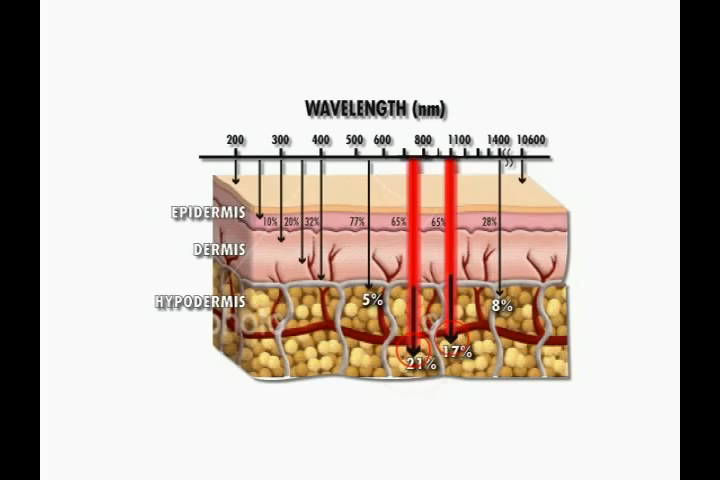 WAVELENGTH (nm)
200 300 400 500 600 800 1100 1400 10600
EPIDERMIS
10% 20% 32% 77% 65% 65% 28%
DERMIS
HYPODERMIS
5% 8%
21% 17%